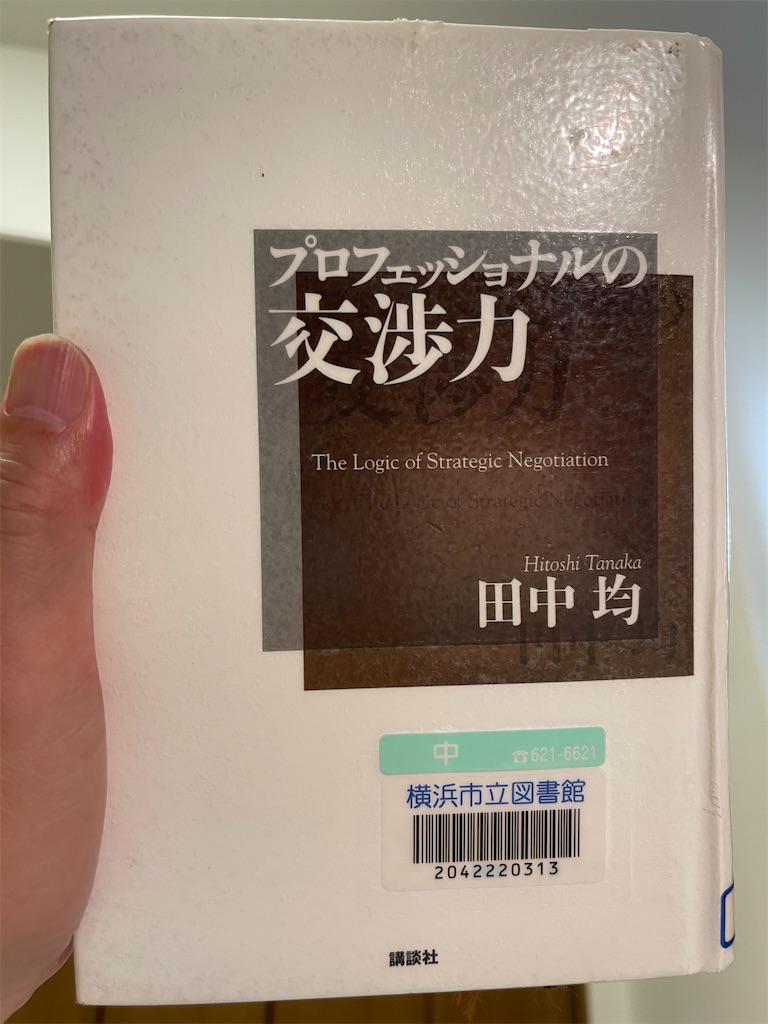 プロフェッショナルの
交渉力
The Logic of Strategic Negotiation
Hitoshi Tanaka
田中 均
中 ☎621-6621
横浜市立図書館
2042220313
講談社